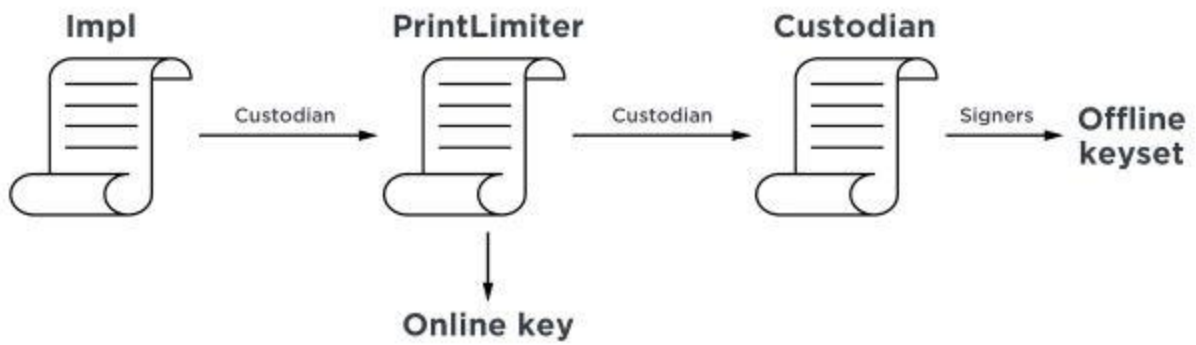 Impl
PrintLimiter
Custodian
Custodian
Custodian
Signers
Offline
keyset
Online key